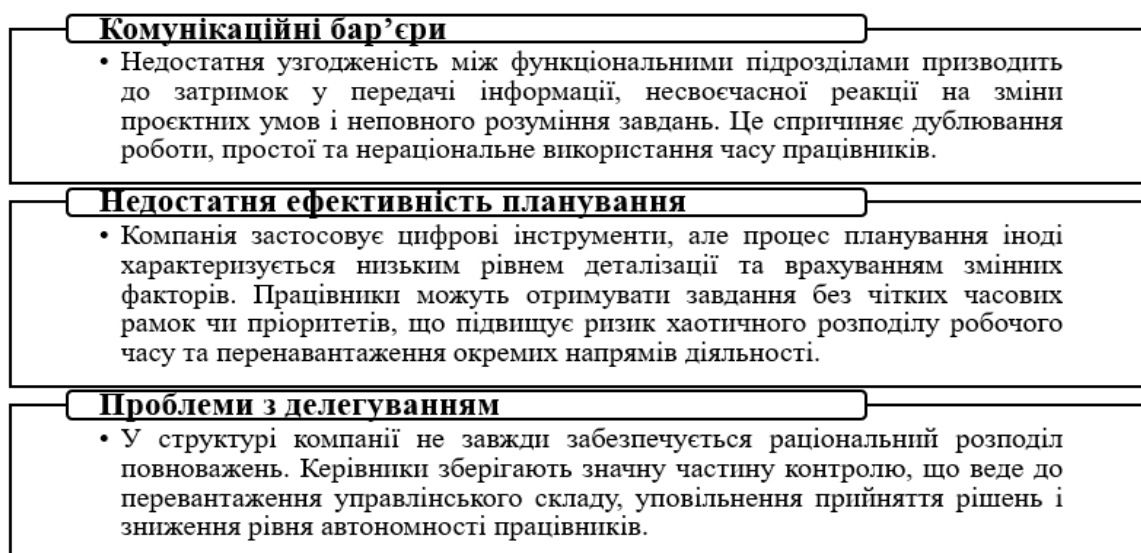 Комунікаційні бар’єри
• Недостатня узгодженість між функціональними підрозділами призводить
до затримок у передачі інформації, несвоєчасної реакції на зміни
проєктних умов і неповного розуміння завдань. Це спричиняє дублювання
роботи, простої та нераціональне використання часу працівників.
Недостатня ефективність планування
• Компанія застосовує цифрові інструменти, але процес планування іноді
характеризується низьким рівнем деталізації та врахуванням змінних
факторів. Працівники можуть отримувати завдання без чітких часових
рамок чи пріоритетів, що підвищує ризик хаотичного розподілу робочого
часу та перенавантаження окремих напрямів діяльності.
Проблеми з делегуванням
• У структурі компанії не завжди забезпечується раціональний розподіл
повноважень. Керівники зберігають значну частину контролю, що веде до
перевантаження управлінського складу, уповільнення прийняття рішень і
зниження рівня автономності працівників.